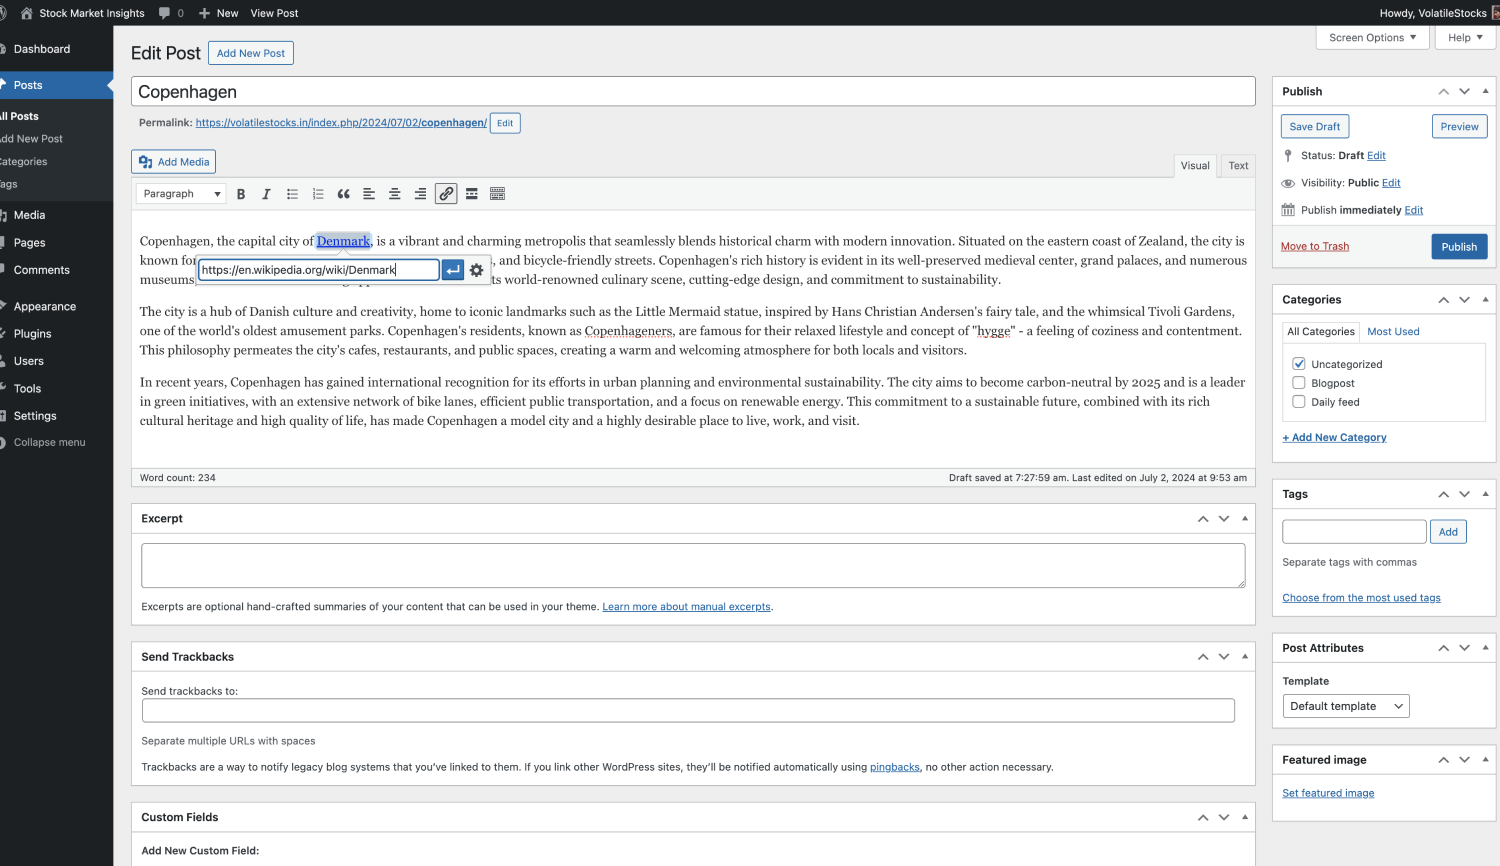 Stock Market Insights 0 New View Post Howdy, VolatileStocks
Screen Options Help
Dashboard
Posts
All Posts
Add New Post
Categories
Tags
Media
Pages
Comments
Appearance
Plugins
Users
Tools
Settings
Collapse menu
Edit Post Add New Post
Copenhagen
Permalink: https://volatilestocks.in/index.php/2024/07/02/copenhagen/ Edit
Add Media
Visual Text
Paragraph B I
Copenhagen, the capital city of Denmark, is a vibrant and charming metropolis that seamlessly blends historical charm with modern innovation. Situated on the eastern coast of Zealand, the city is
known for , and bicycle-friendly streets. Copenhagen's rich history is evident in its well-preserved medieval center, grand palaces, and numerous
https://en.wikipedia.org/wiki/Denmark
museums, ts world-renowned culinary scene, cutting-edge design, and commitment to sustainability.
The city is a hub of Danish culture and creativity, home to iconic landmarks such as the Little Mermaid statue, inspired by Hans Christian Andersen's fairy tale, and the whimsical Tivoli Gardens,
one of the world's oldest amusement parks. Copenhagen's residents, known as Copenhageners, are famous for their relaxed lifestyle and concept of "hygge" - a feeling of coziness and contentment.
This philosophy permeates the city's cafes, restaurants, and public spaces, creating a warm and welcoming atmosphere for both locals and visitors.
In recent years, Copenhagen has gained international recognition for its efforts in urban planning and environmental sustainability. The city aims to become carbon-neutral by 2025 and is a leader
in green initiatives, with an extensive network of bike lanes, efficient public transportation, and a focus on renewable energy. This commitment to a sustainable future, combined with its rich
cultural heritage and high quality of life, has made Copenhagen a model city and a highly desirable place to live, work, and visit.
Word count: 234 Draft saved at 7:27:59 am. Last edited on July 2, 2024 at 9:53 am
Excerpt
Excerpts are optional hand-crafted summaries of your content that can be used in your theme. Learn more about manual excerpts.
Send Trackbacks
Send trackbacks to:
Separate multiple URLs with spaces
Trackbacks are a way to notify legacy blog systems that you've linked to them. If you link other WordPress sites, they'll be notified automatically using pingbacks, no other action necessary.
Custom Fields
Add New Custom Field:
Publish
Save Draft Preview
Status: Draft Edit
Visibility: Public Edit
Publish immediately Edit
Move to Trash Publish
Categories
All Categories Most Used
Uncategorized
Blogpost
Daily feed
+ Add New Category
Tags
Add
Separate tags with commas
Choose from the most used tags
Post Attributes
Template
Default template
Featured image
Set featured image